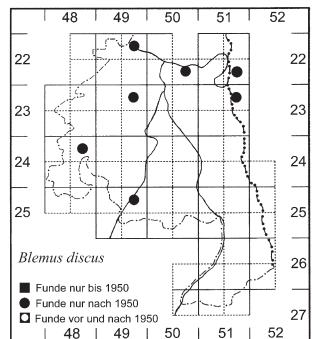 48 49 50 51 52
22 22
23 23
24 24
25 25
26
Blemus discus
Funde nur bis 1950
Funde nur nach 1950
Funde vor und nach 1950
27
47 48 49 50 51